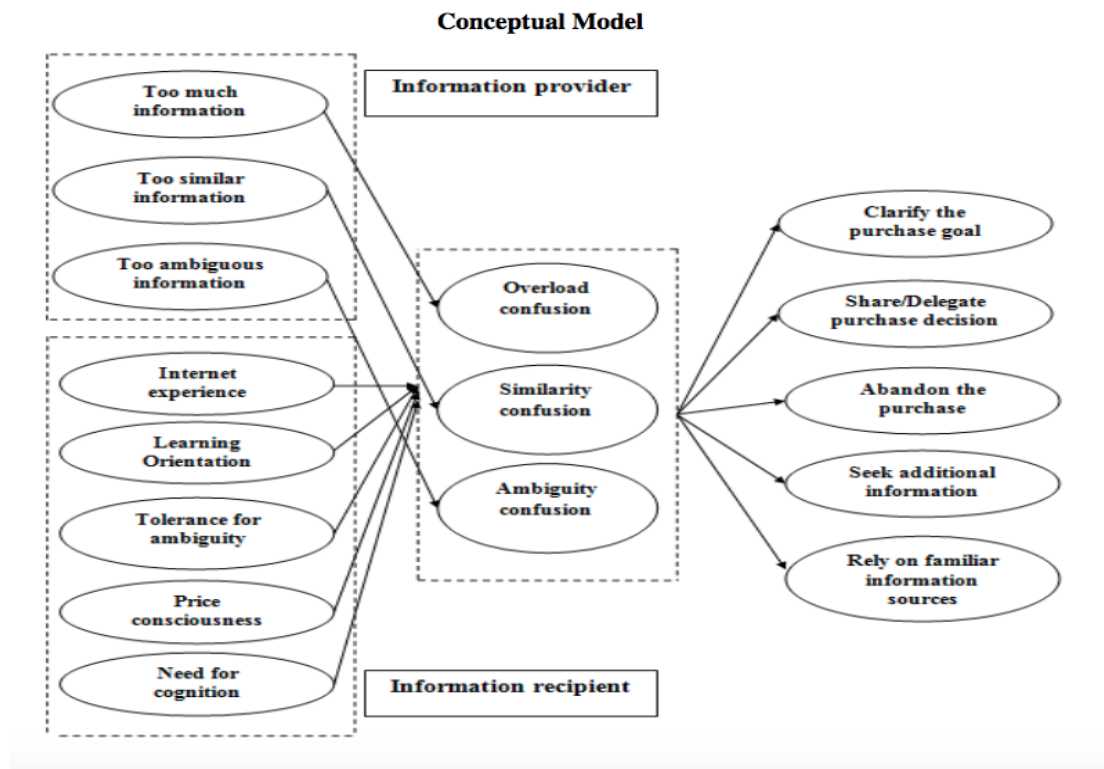 Conceptual Model
Too much
information
Information provider
Too similar
information
Too ambiguous
information
Internet
experience
Learning
Orientation
Tolerance for
ambiguity
Price
consciousness
Need for
cognition
Information recipient
Overload
confusion
Similarity
confusion
Ambiguity
confusion
Clarify the
purchase goal
Share/Delegate
purchase decision
Abandon the
purchase
Seek additional
information
Rely on familiar
information
sources